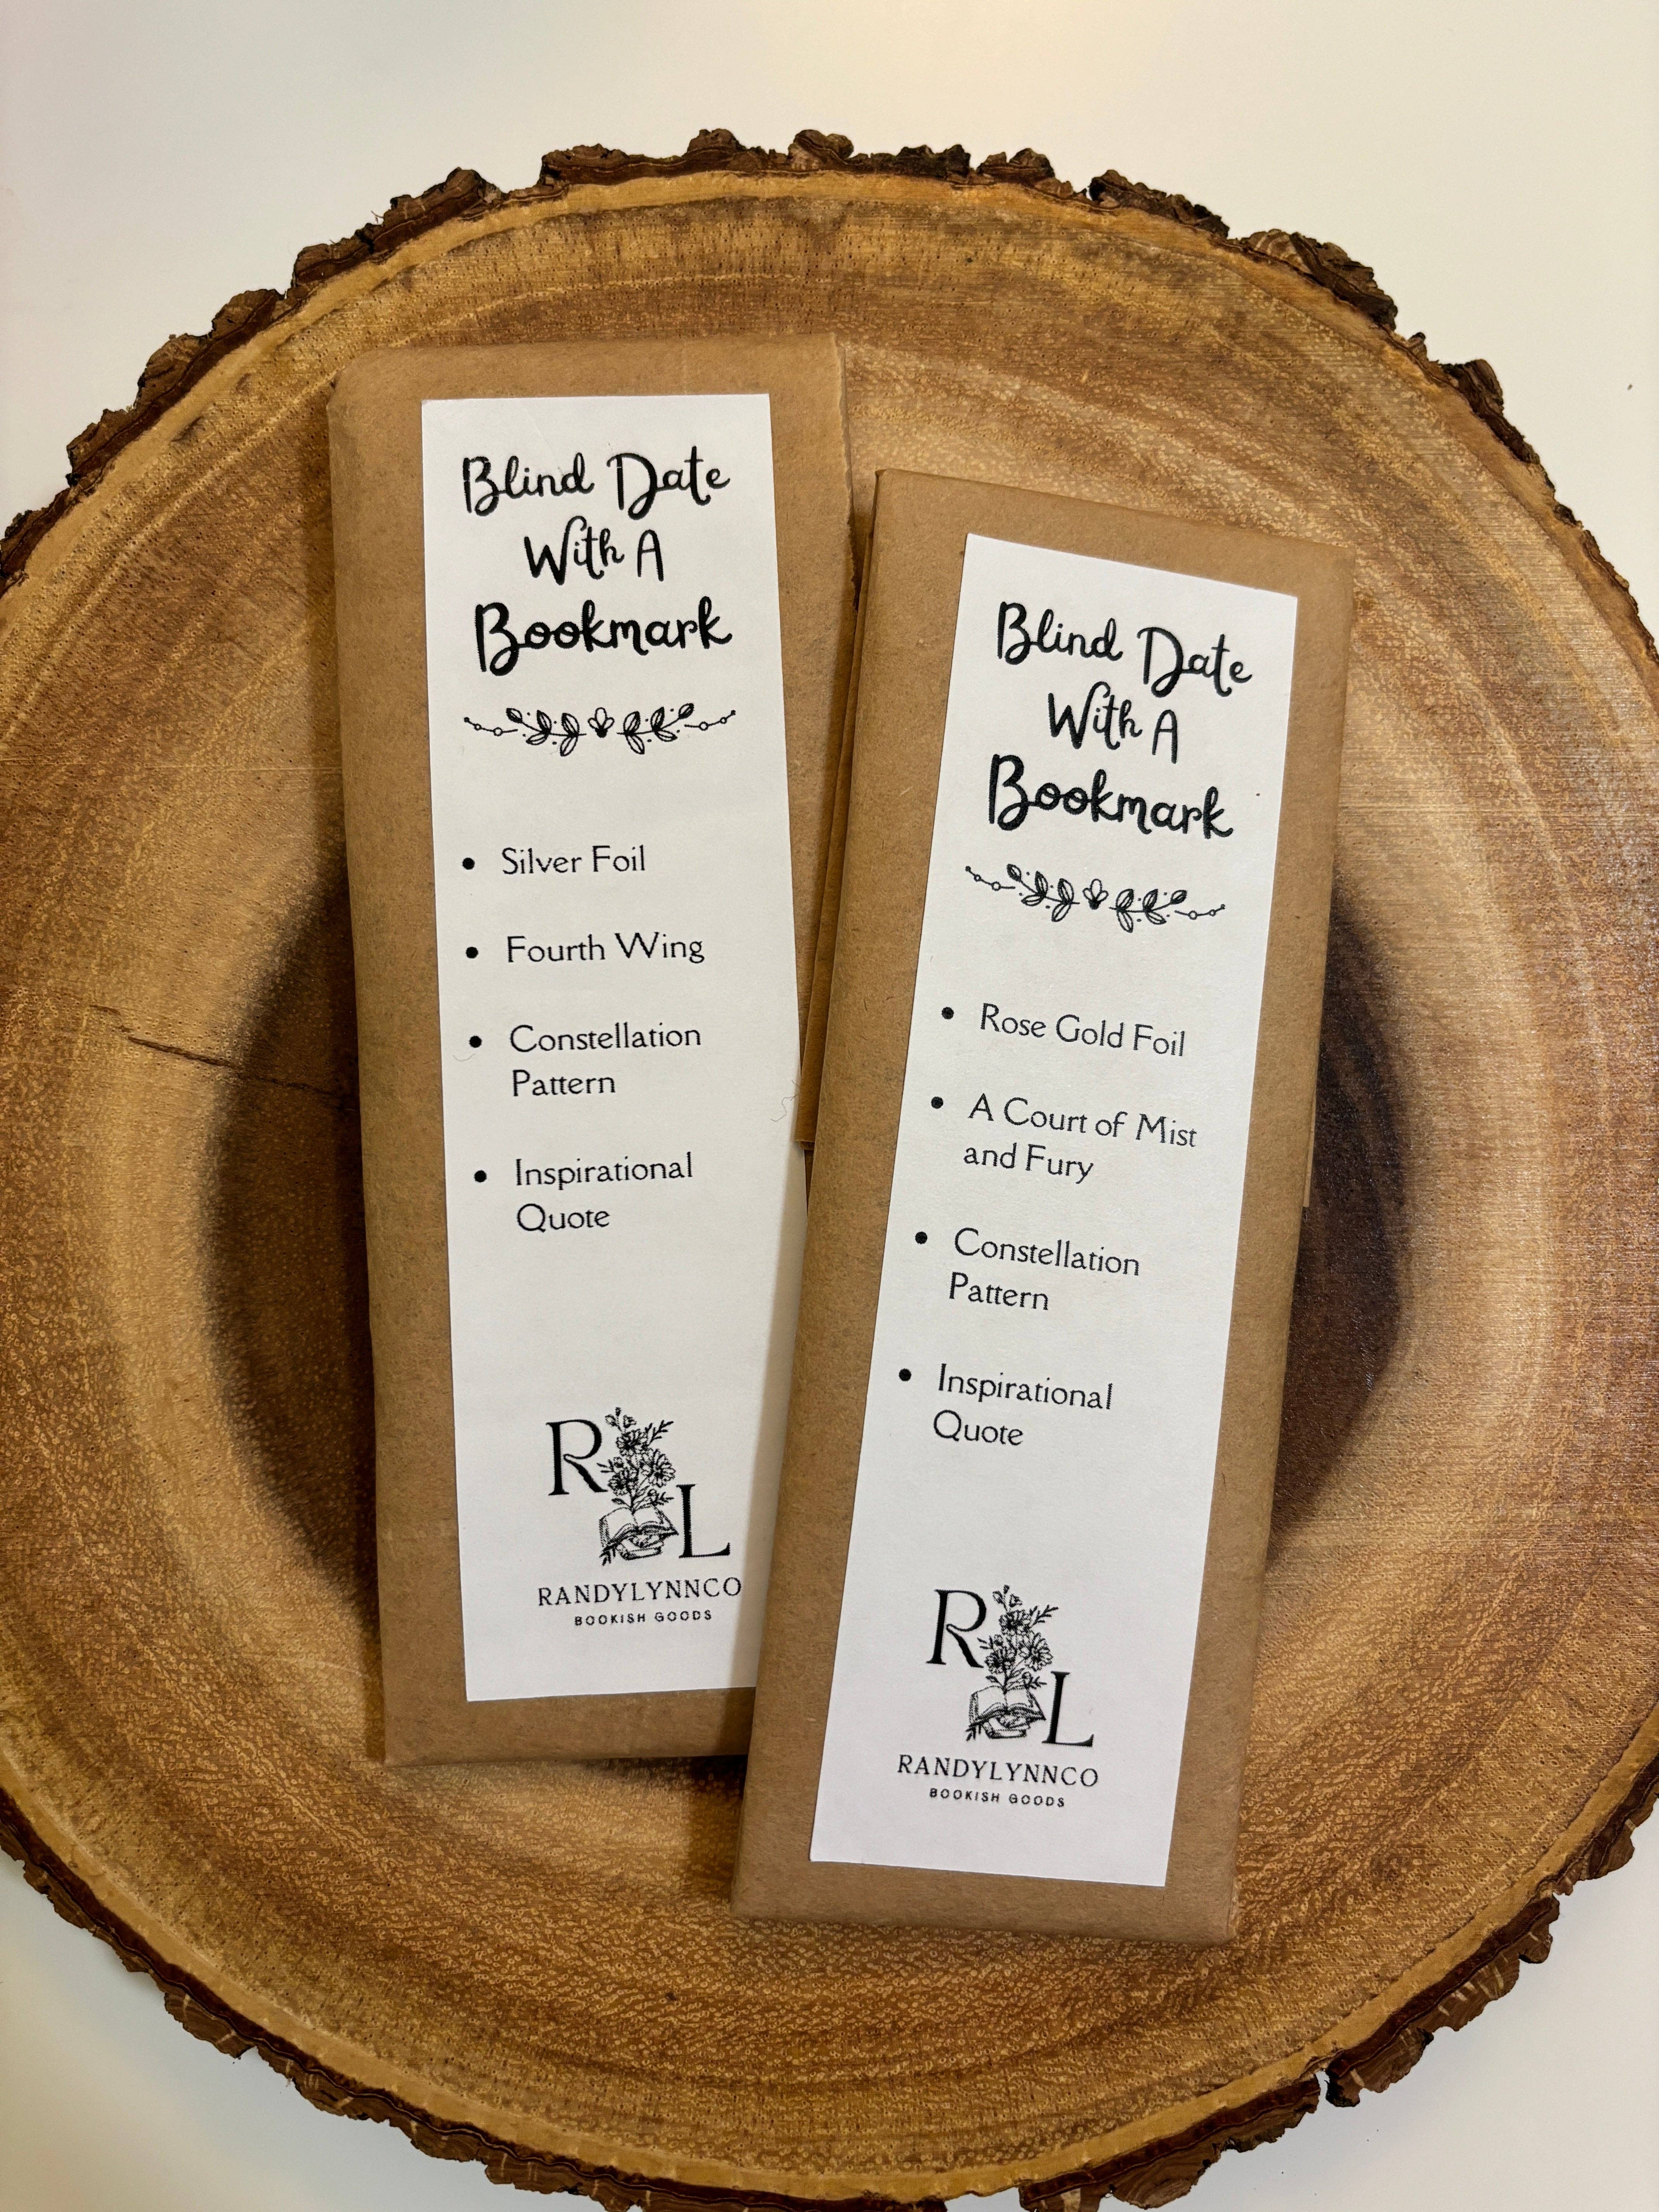 Blind Date
With A
Bookmark
• Silver Foil
• Fourth Wing
• Constellation
Pattern
• Inspirational
Quote
R
L
RANDYLYNNCO
BOOKISH GOODS
Blind Date
With A
Bookmark
• Rose Gold Foil
• A Court of Mist
and Fury
• Constellation
Pattern
• Inspirational
Quote
R
L
RANDYLYNNCO
BOOKISH GOODS